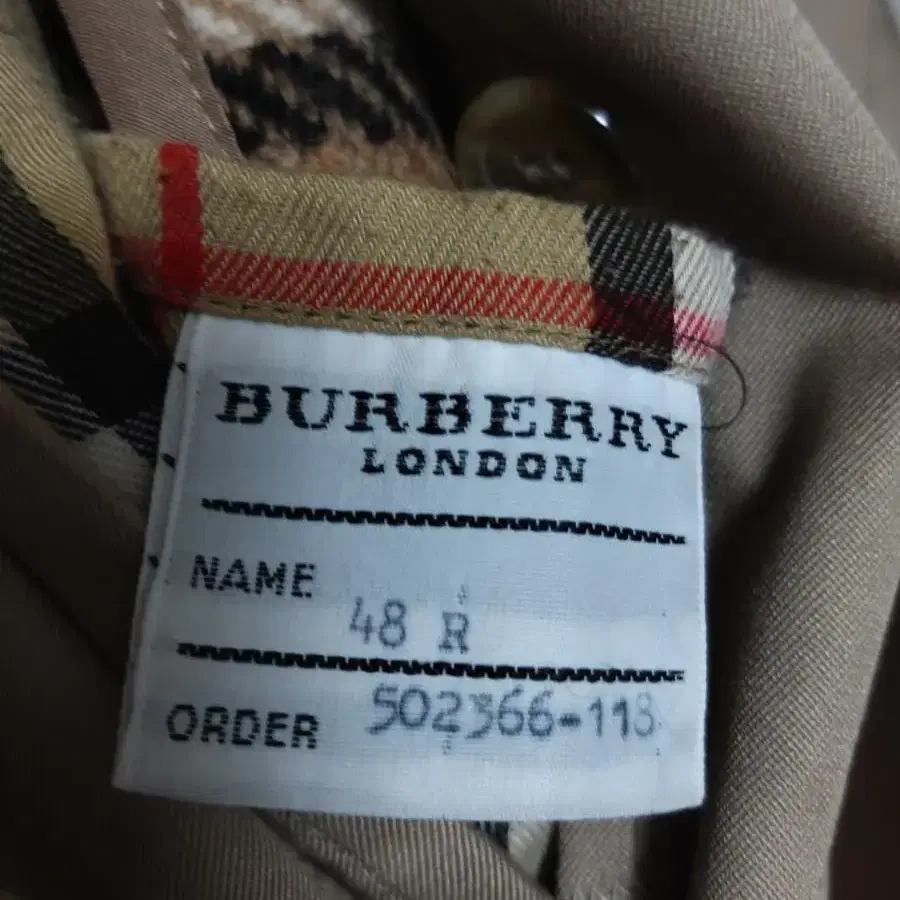 BURBERRY
LONDON
NAME
48 R
ORDER 502366-118